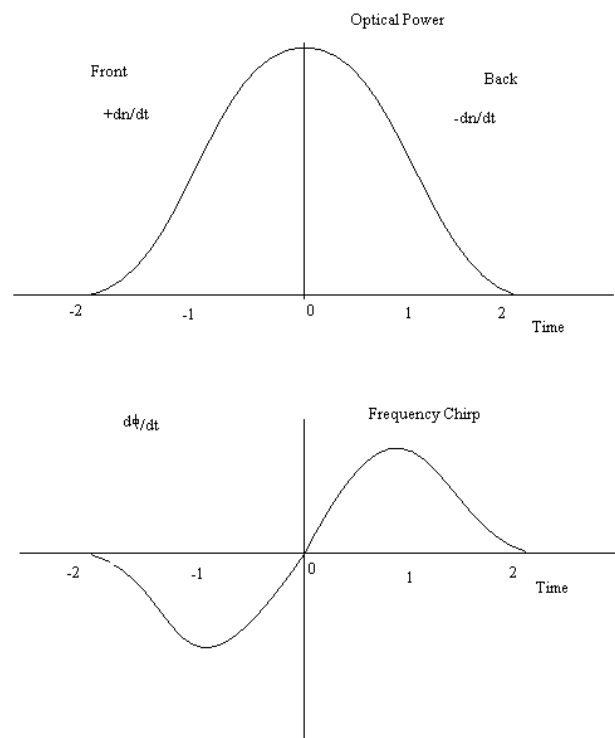 Optical Power
Front
Back
+dn/dt
-dn/dt
-2 -1 0 1 2
Time
dϕ/dt
Frequency Chirp
-2 -1 0 1 2
Time